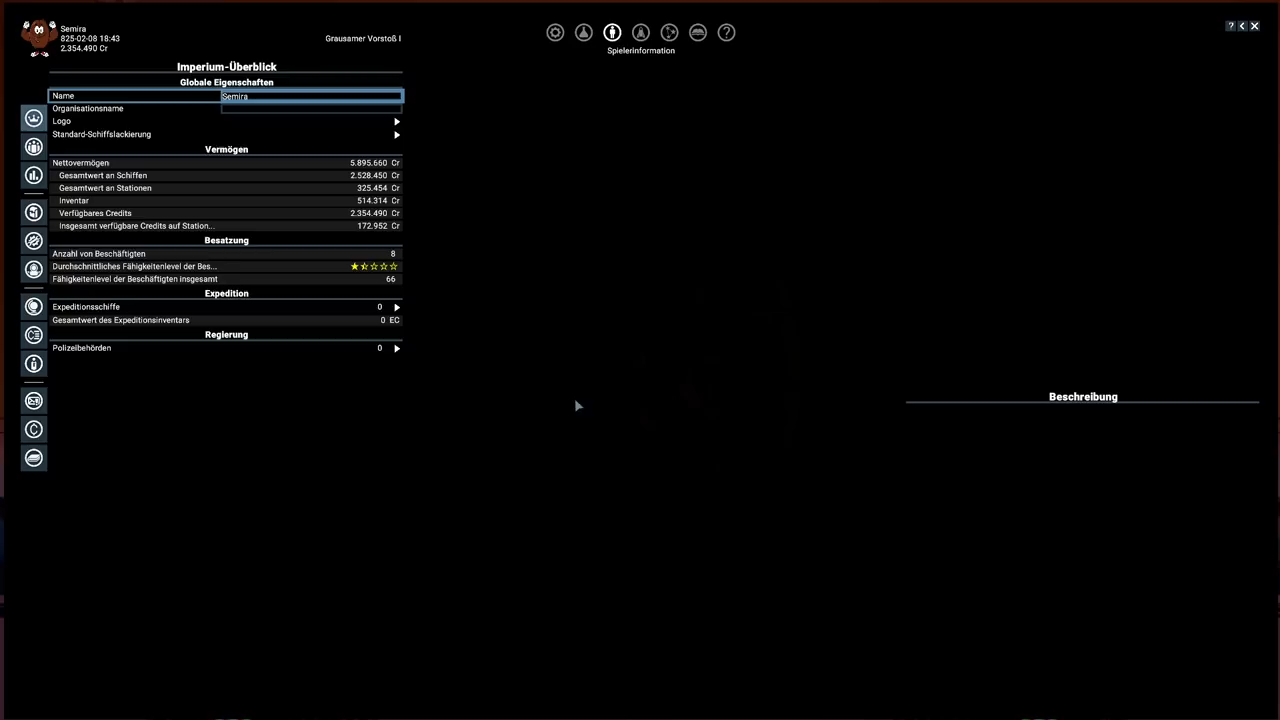 Semira
825-02-08 18:43
2.354.490 Cr
Grausamer Vorstoß I
Spielerinformation
Imperium-Überblick
Globale Eigenschaften
Name Semira
Organisationsname
Logo
Standard-Schiffslackierung
Vermögen
Nettovermögen 5.895.660 Cr
Gesamtwert an Schiffen 2.528.450 Cr
Gesamtwert an Stationen 325.454 Cr
Inventar 514.314 Cr
Verfügbares Credits 2.354.490 Cr
Insgesamt verfügbare Credits auf Station... 172.952 Cr
Besatzung
Anzahl von Beschäftigten 8
Durchschnittliches Fähigkeitenlevel der Bes...
Fähigkeitenlevel der Beschäftigten insgesamt 66
Expedition
Expeditionsschiffe 0
Gesamtwert des Expeditionsinventars 0 EC
Regierung
Polizeibehörden 0
Beschreibung